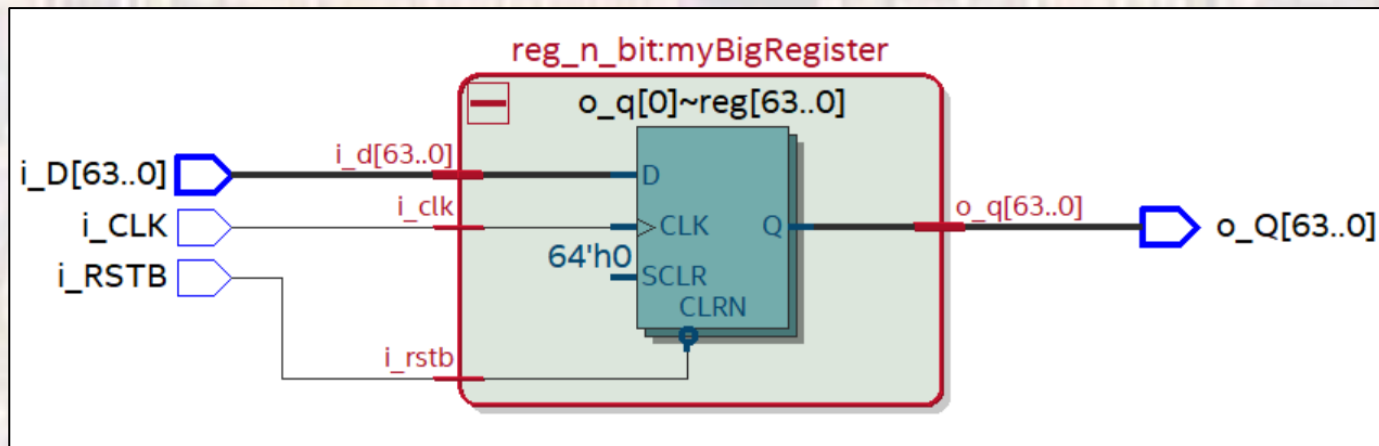 reg_n_bit:myBigRegister
o_q[0]~reg[63..0]
i_D[63..0]
i_d[63..0]
D
i_CLK
i_clk
CLK
Q
o_q[63..0]
o_Q[63..0]
64'h0
SCLR
i_RSTB
CLRN
i_rstb